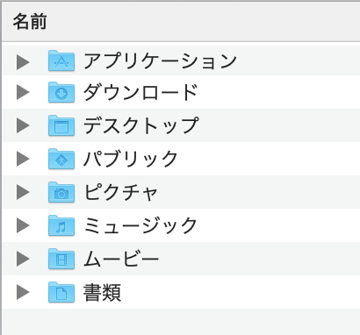 名前
アプリケーション
ダウンロード
デスクトップ
パブリック
ピクチャ
ミュージック
ムービー
書類